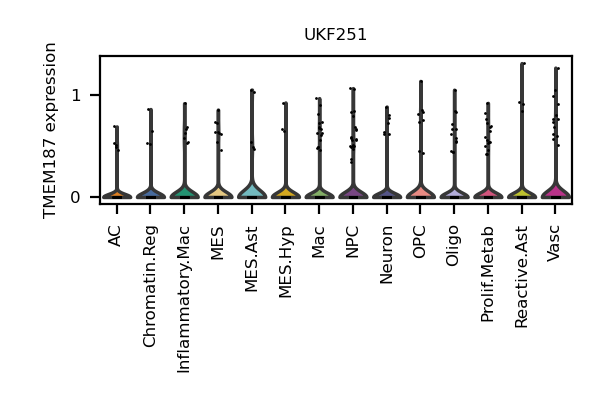 UKF251
TMEM187 expression
1
0
AC
Chromatin.Reg
Inflammatory.Mac
MES
MES.Ast
MES.Hyp
Mac
NPC
Neuron
OPC
Oligo
Prolif.Metab
Reactive.Ast
Vasc